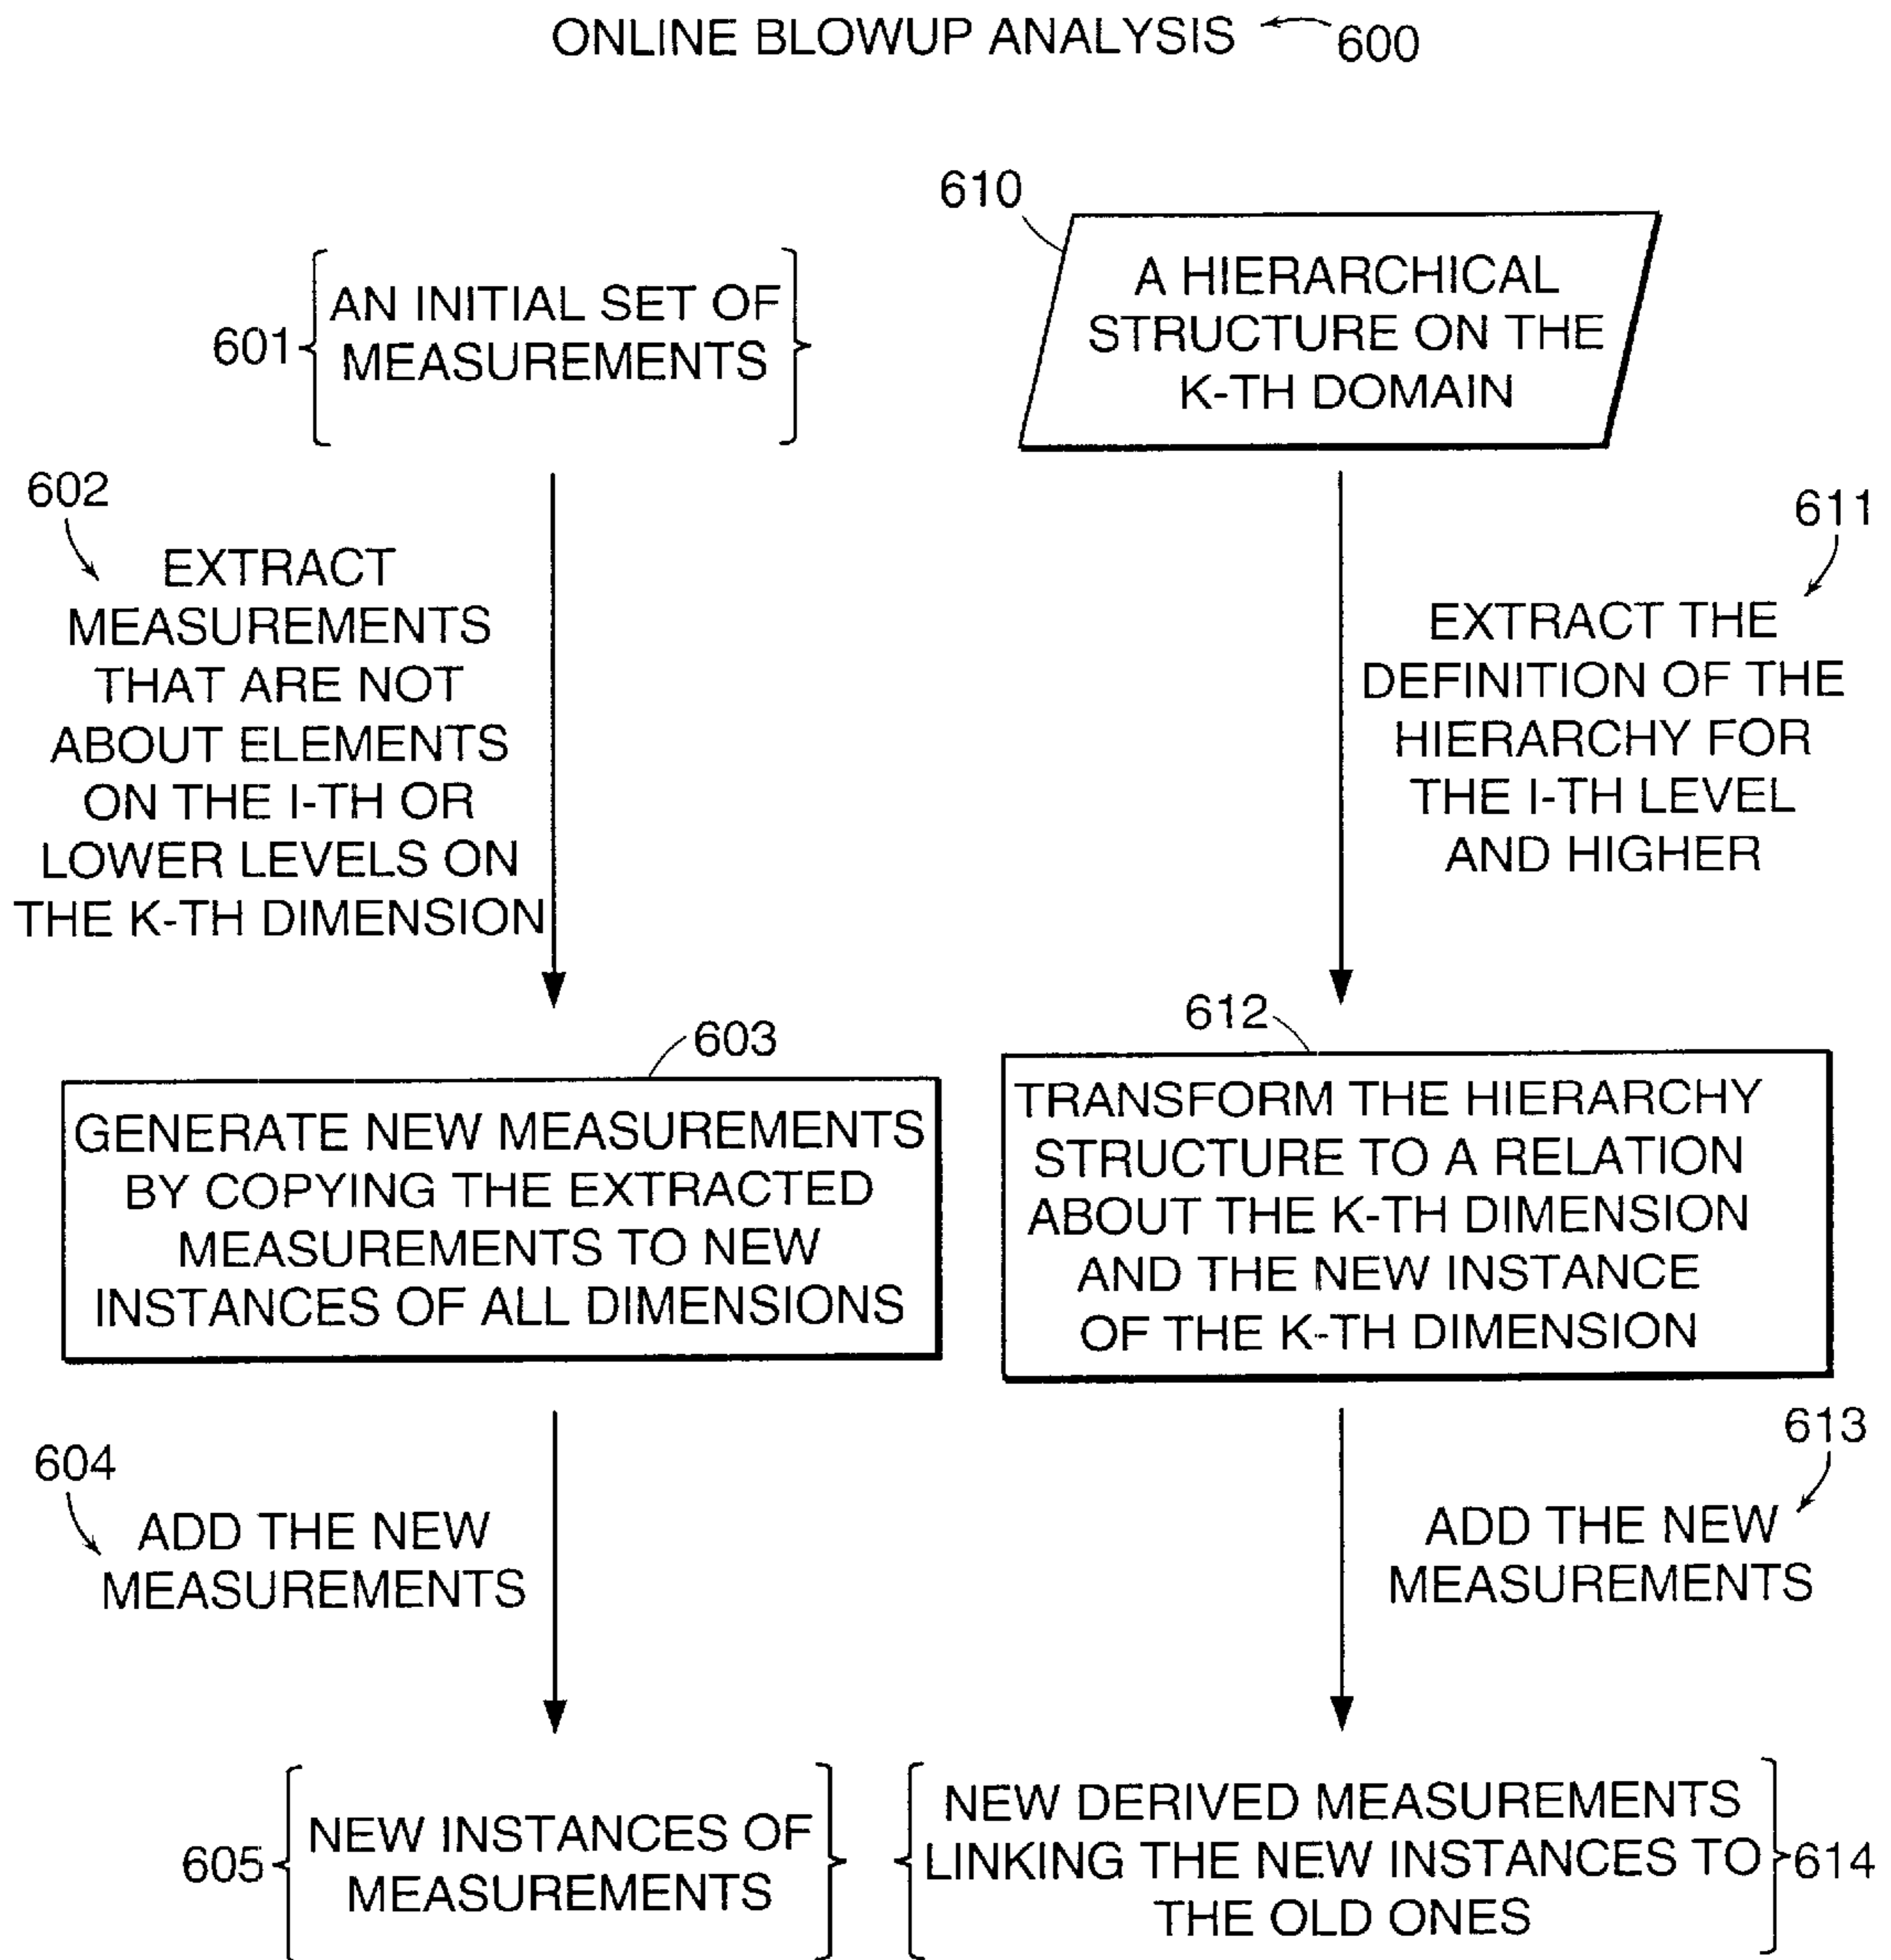 ONLINE BLOWUP ANALYSIS 600
610
601
AN INITIAL SET OF
MEASUREMENTS
A HIERARCHICAL
STRUCTURE ON THE
K-TH DOMAIN
602
EXTRACT
MEASUREMENTS
THAT ARE NOT
ABOUT ELEMENTS
ON THE I-TH OR
LOWER LEVELS ON
THE K-TH DIMENSION
611
EXTRACT THE
DEFINITION OF THE
HIERARCHY FOR
THE I-TH LEVEL
AND HIGHER
603
GENERATE NEW MEASUREMENTS
BY COPYING THE EXTRACTED
MEASUREMENTS TO NEW
INSTANCES OF ALL DIMENSIONS
612
TRANSFORM THE HIERARCHY
STRUCTURE TO A RELATION
ABOUT THE K-TH DIMENSION
AND THE NEW INSTANCE
OF THE K-TH DIMENSION
604
ADD THE NEW
MEASUREMENTS
613
ADD THE NEW
MEASUREMENTS
605
NEW INSTANCES OF
MEASUREMENTS
NEW DERIVED MEASUREMENTS
LINKING THE NEW INSTANCES TO
THE OLD ONES
614